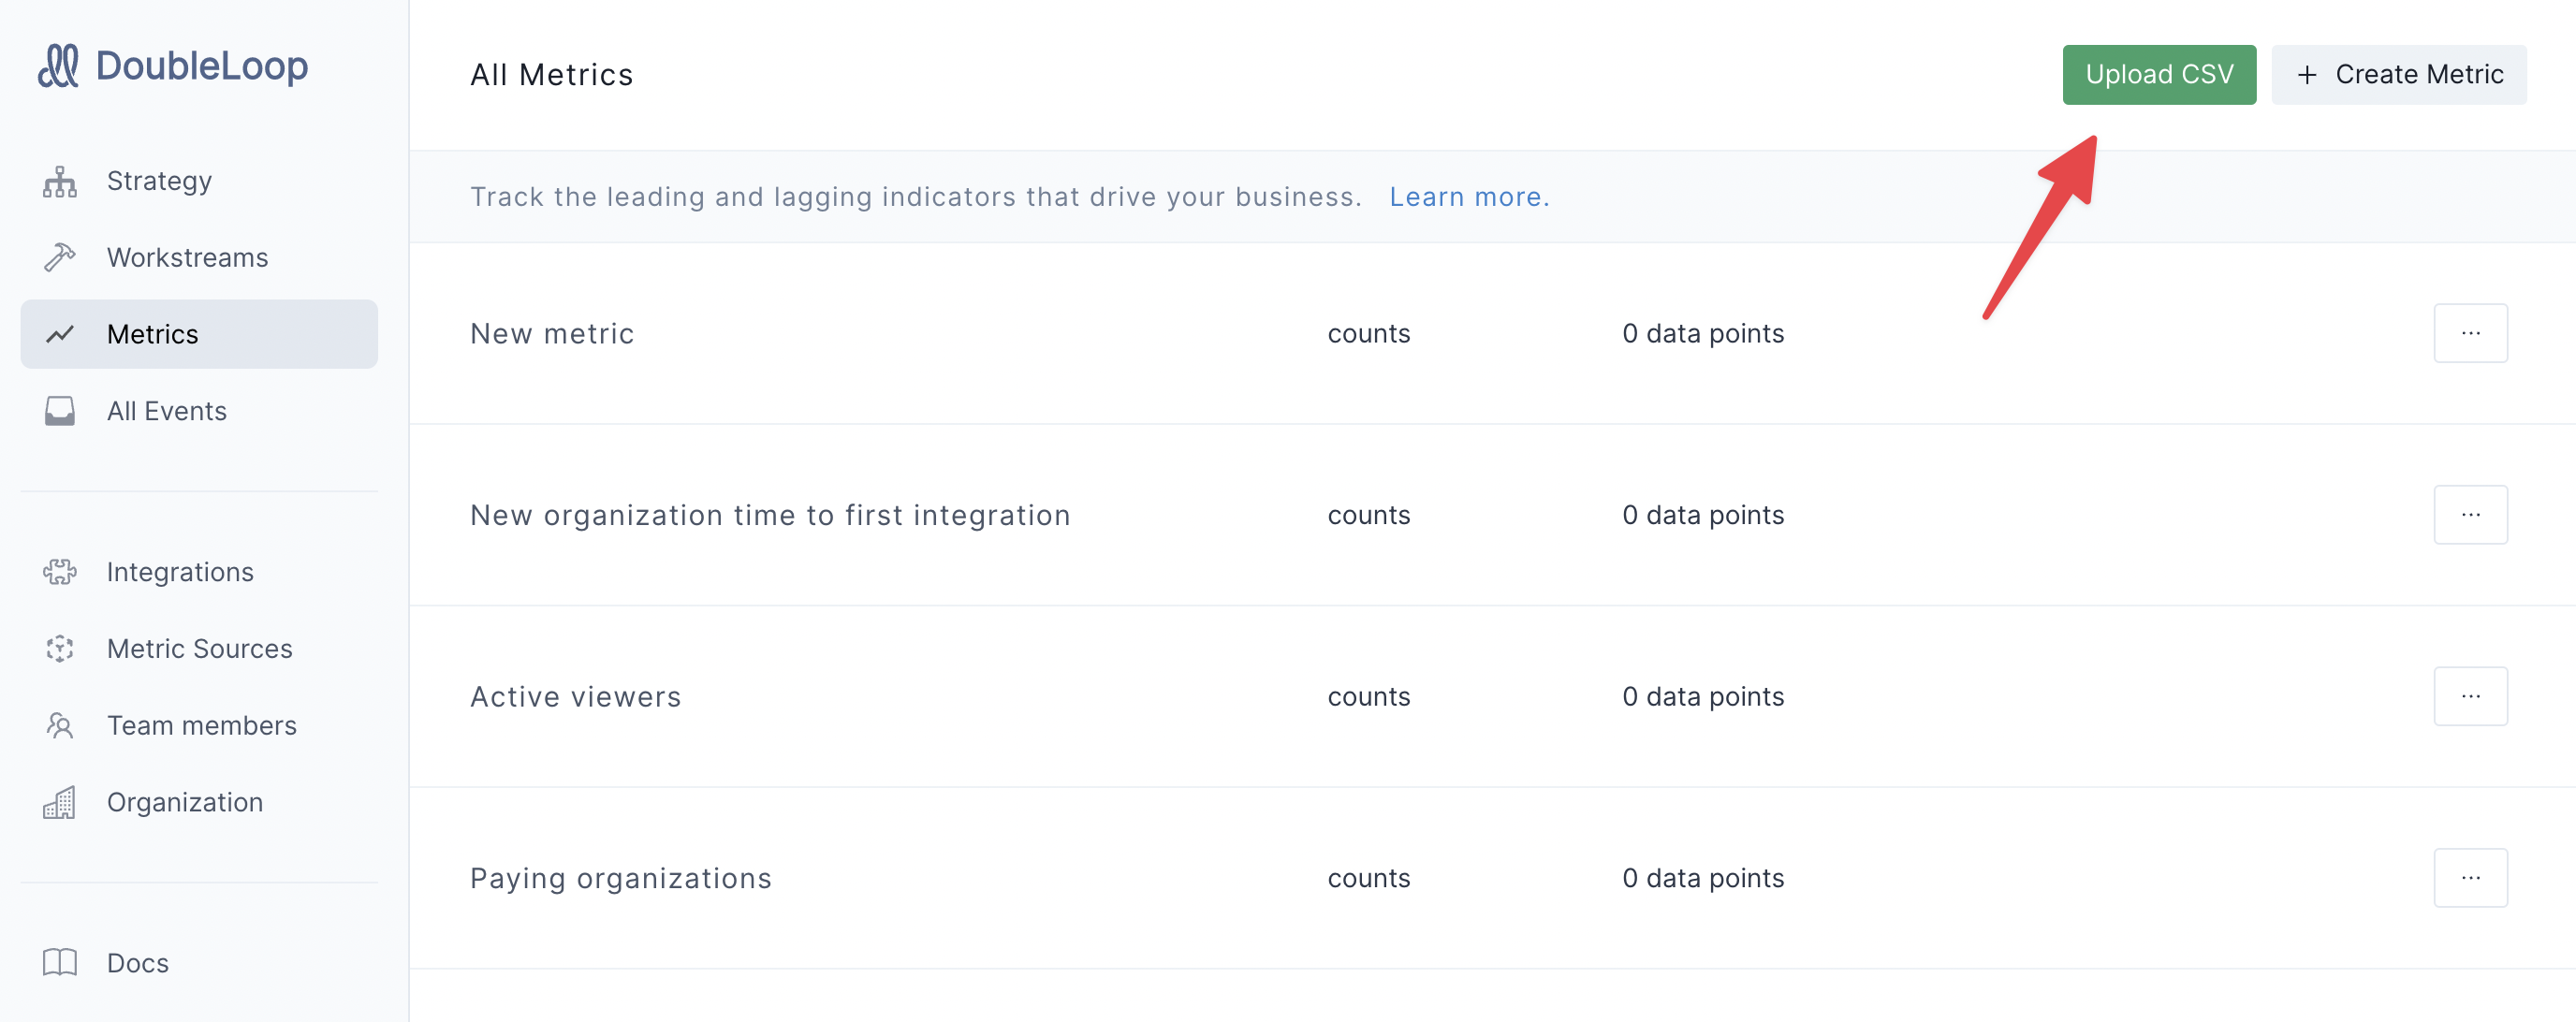 DoubleLoop
Strategy
Workstreams
Metrics
All Events
Integrations
Metric Sources
Team members
Organization
Docs
All Metrics
Upload CSV
+ Create Metric
Track the leading and lagging indicators that drive your business. Learn more.
New metric counts 0 data points ...
New organization time to first integration counts 0 data points ...
Active viewers counts 0 data points ...
Paying organizations counts 0 data points ...